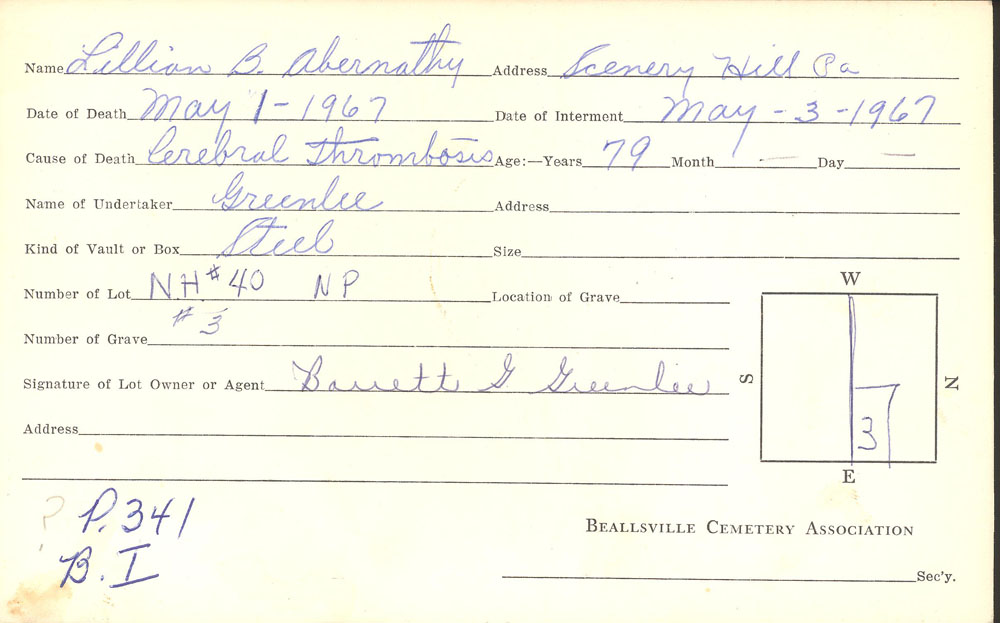 Name Lillian B. Abernathy Address Scenery Hill Pa
Date of Death May 1-1967 Date of Interment May - 3 - 1967
Cause of Death Cerebral Thrombosis Age:—Years 79 Month — Day —
Name of Undertaker Greenlee Address
Kind of Vault or Box Steel Size
Number of Lot N.H #40 NP Location of Grave
#3
Number of Grave
Signature of Lot Owner or Agent Barrett G Greenlee
Address
W
S
N
3
E
P. 341
B. I
BEALLSVILLE CEMETERY ASSOCIATION
Sec'y.